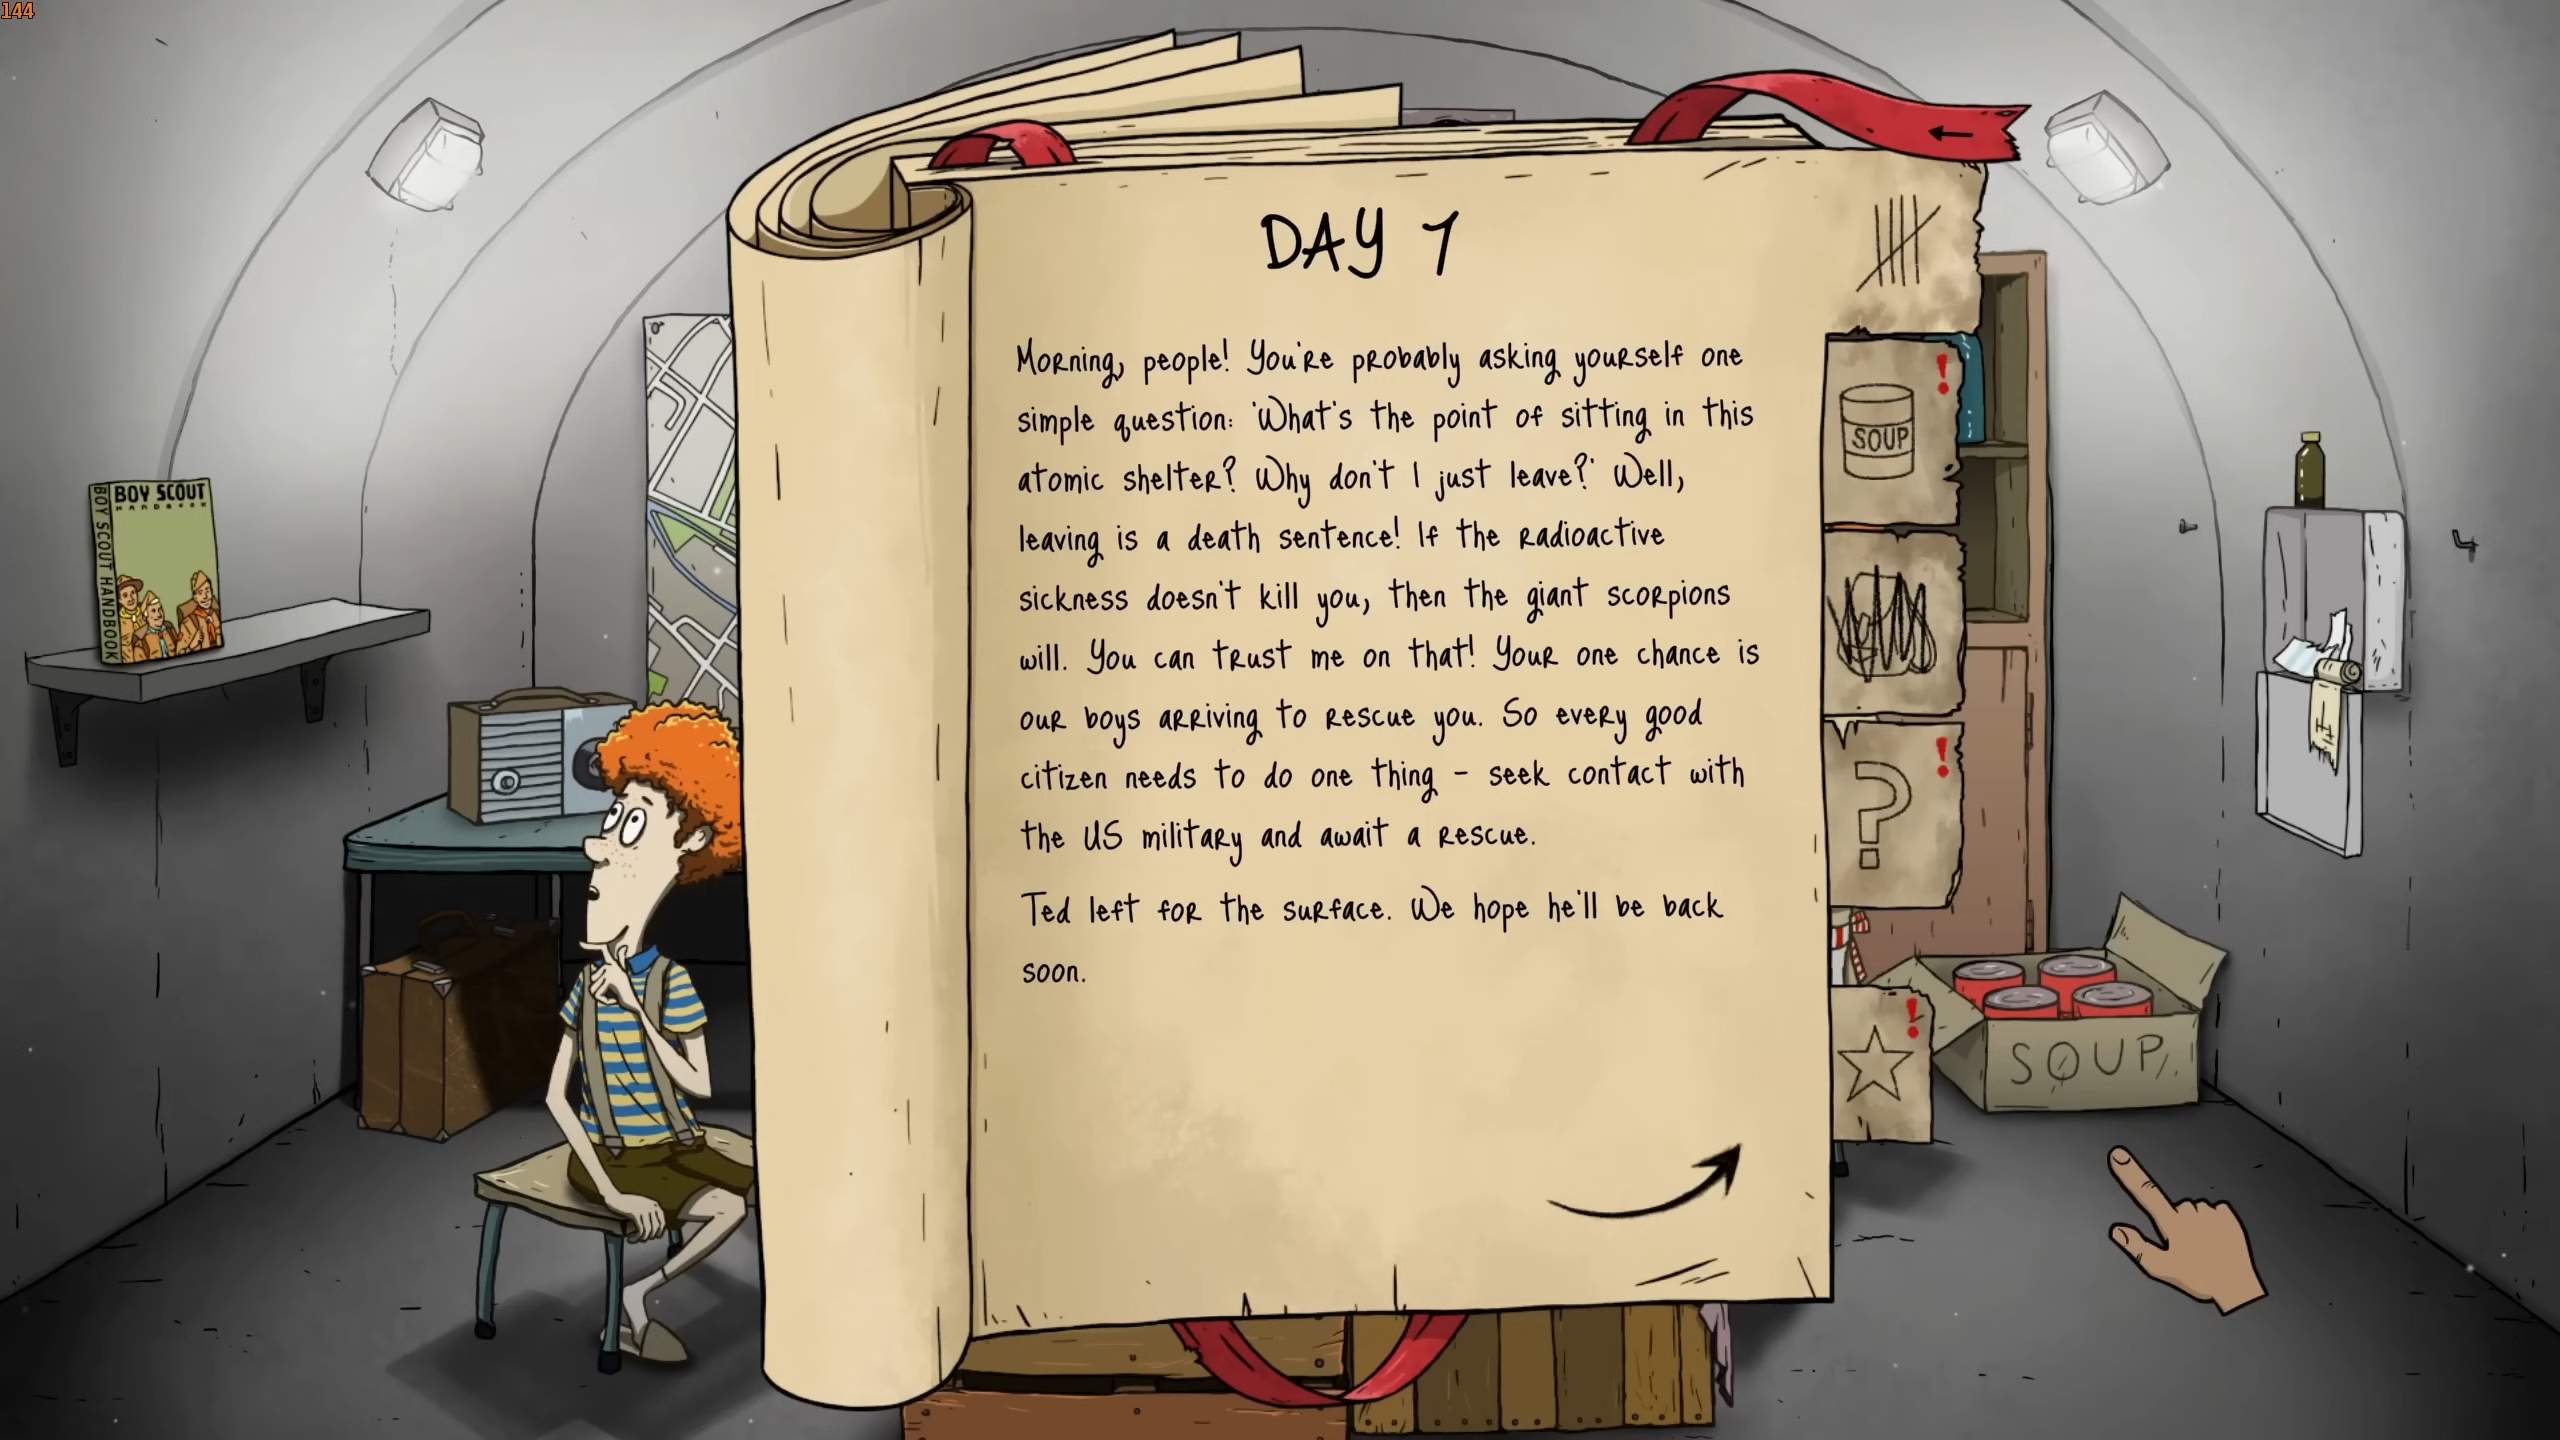 144
DAY 7
Morning, people! You're probably asking yourself one
simple question: 'What's the point of sitting in this
atomic shelter? Why don't I just leave?' Well,
leaving is a death sentence! If the radioactive
sickness doesn't kill you, then the giant scorpions
will. You can trust me on that! Your one chance is
our boys arriving to rescue you. So every good
citizen needs to do one thing - seek contact with
the US military and await a rescue.
Ted left for the surface. We hope he'll be back
soon.
SOUP
!
?
!
!
BOY SCOUT
HANDBOOK
BOY SCOUT HANDBOOK
SOUP